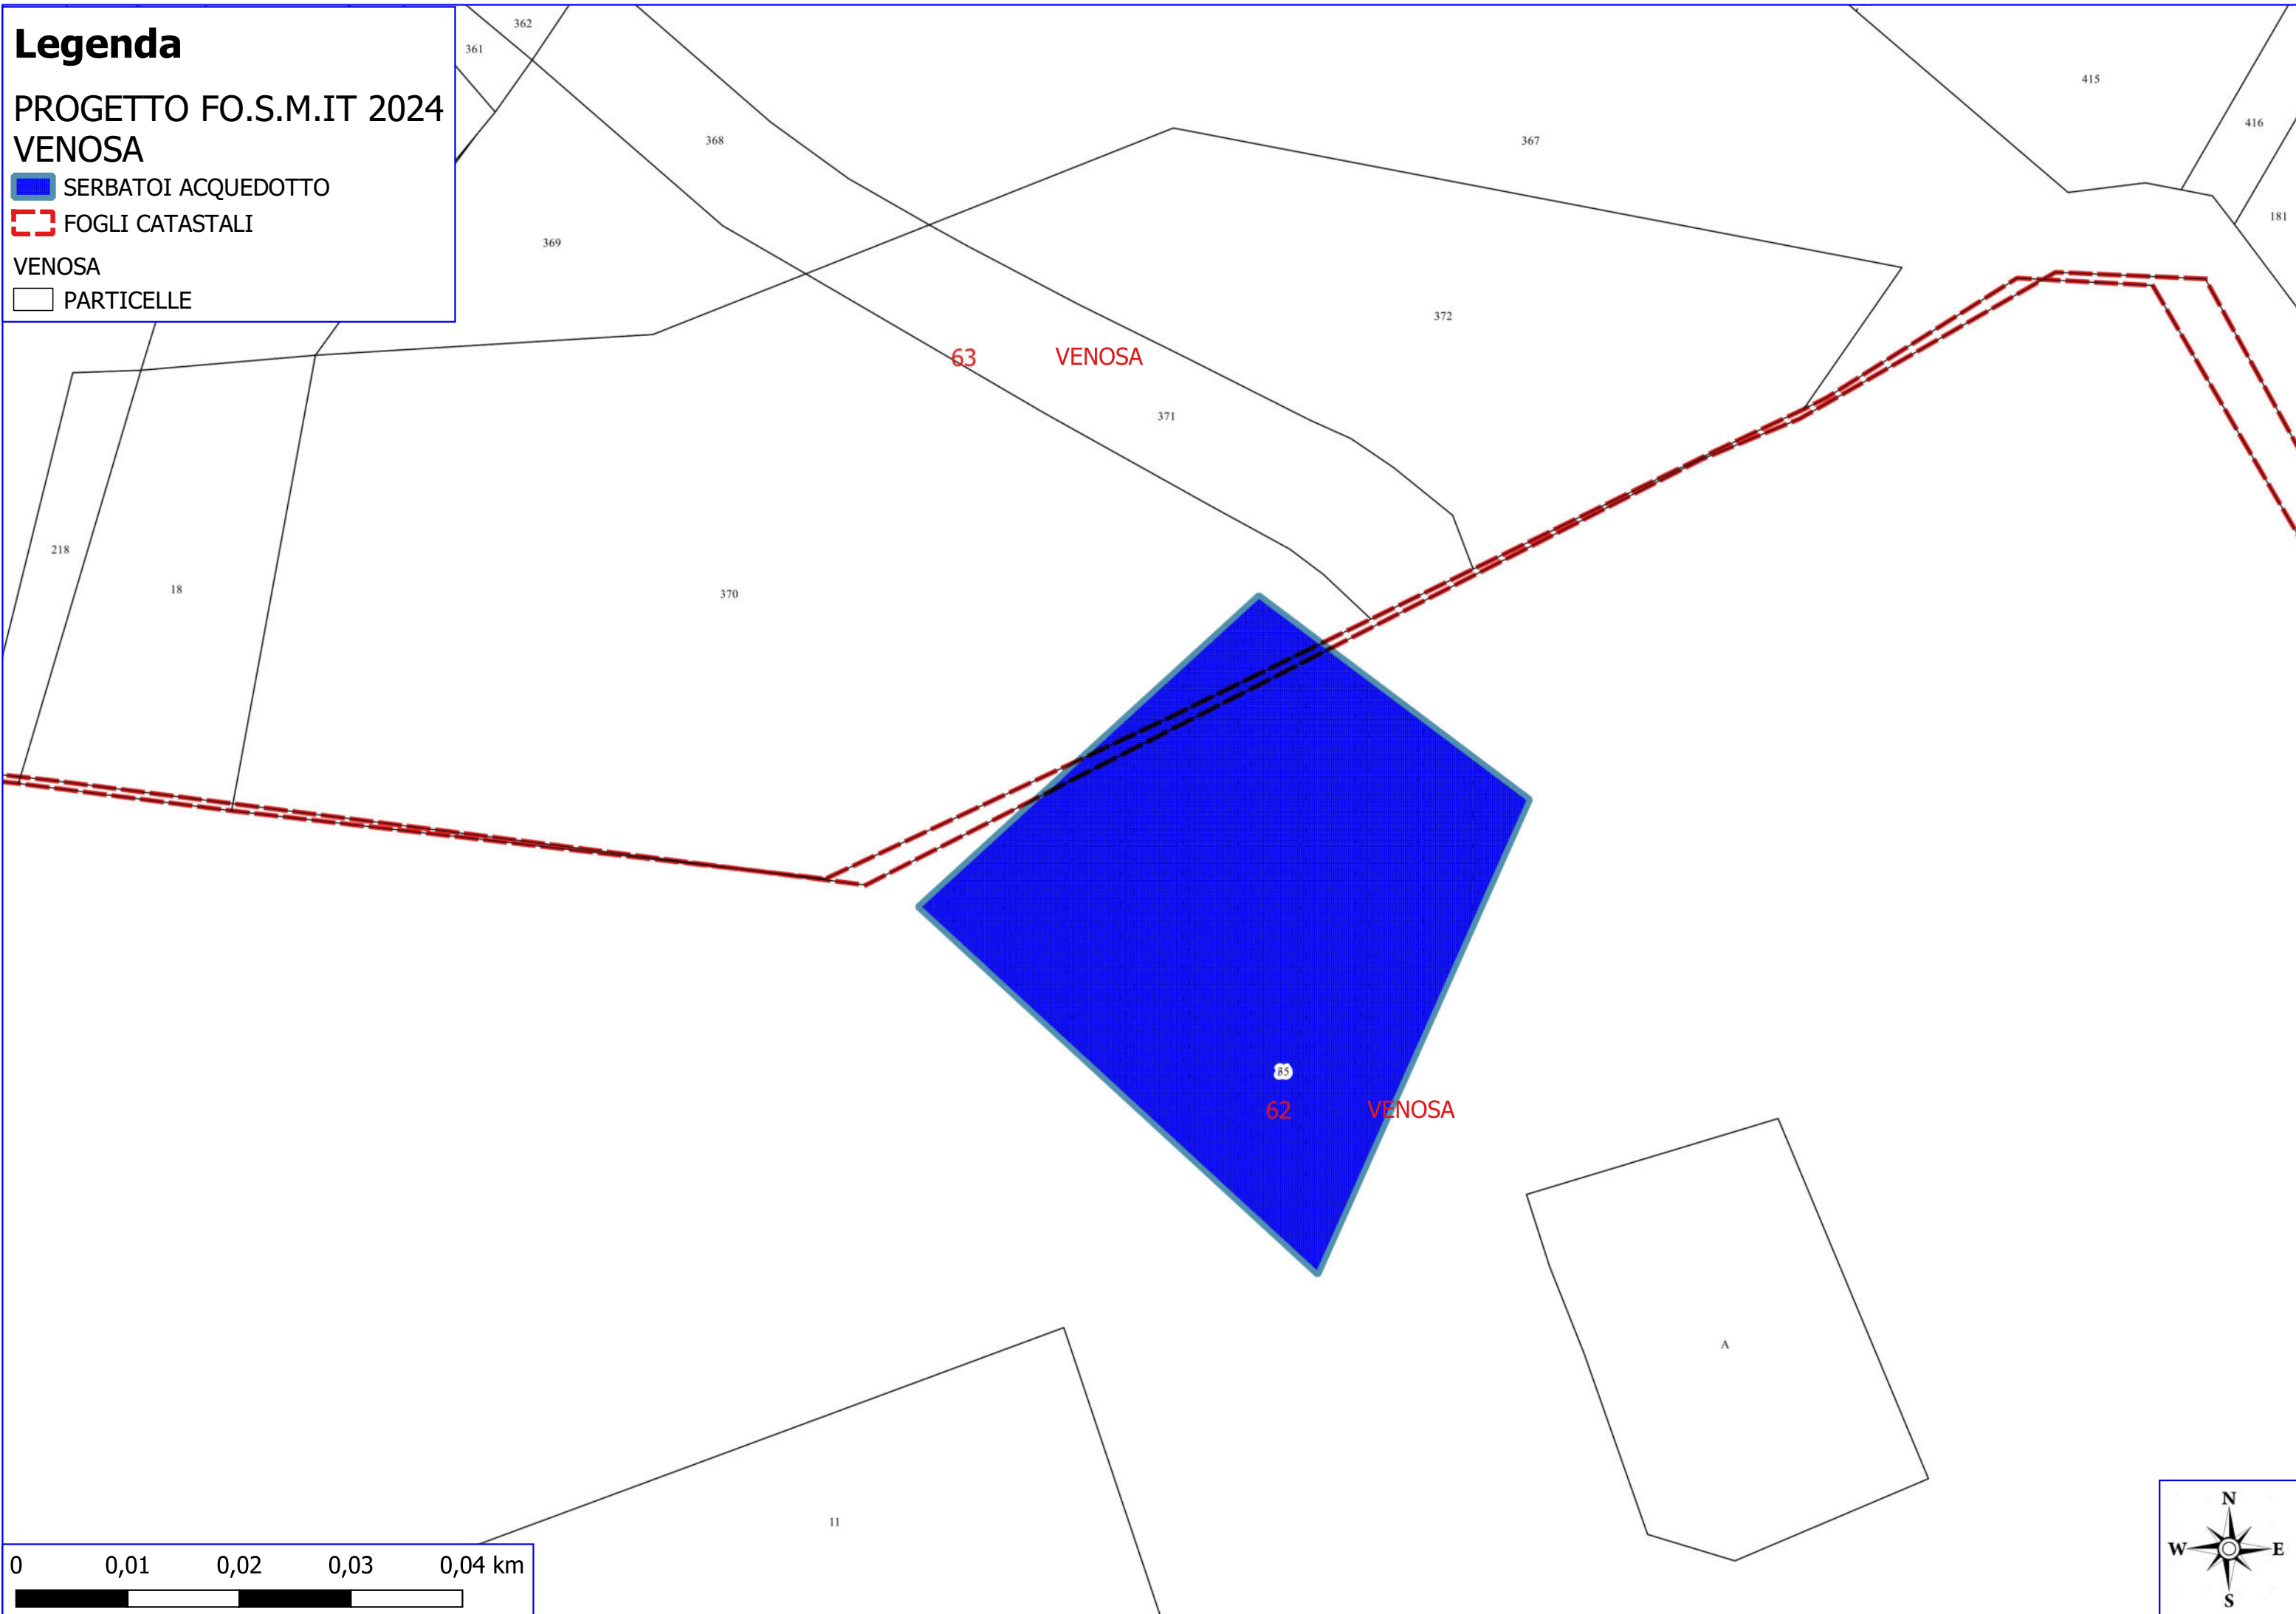 Legenda
PROGETTO FO.S.M.IT 2024
VENOSA
SERBATOI ACQUEDOTTO
FOGLI CATASTALI
VENOSA
PARTICELLE
362
361
368
369
367
415
416
181
372
63 VENOSA
371
218
18
370
62 VENOSA
A
11
0 0,01 0,02 0,03 0,04 km
N
W E
S